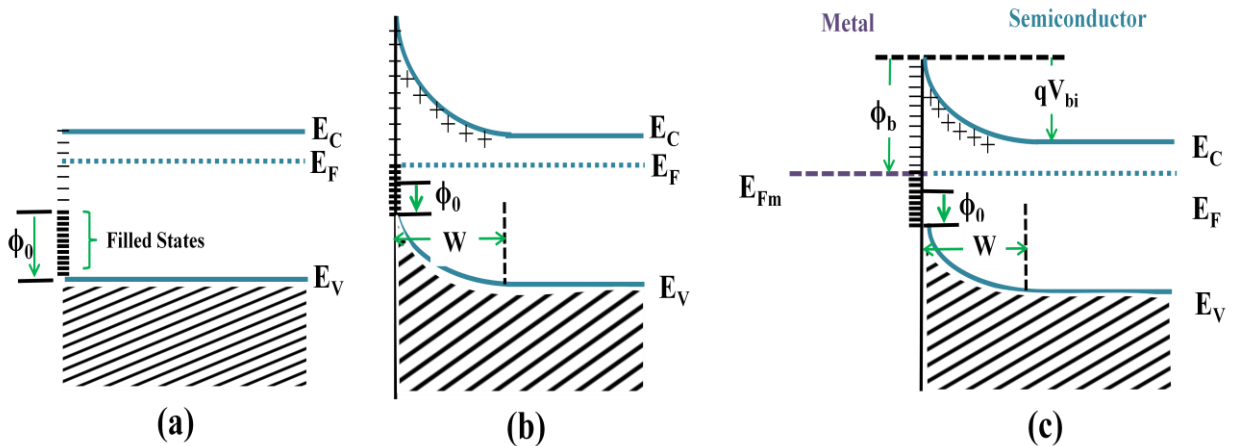 E_C
E_F
ϕ_0
Filled States
E_V
(a)
E_C
E_F
ϕ_0
W
E_V
(b)
Metal
Semiconductor
ϕ_b
qV_bi
E_C
E_Fm
ϕ_0
E_F
W
E_V
(c)